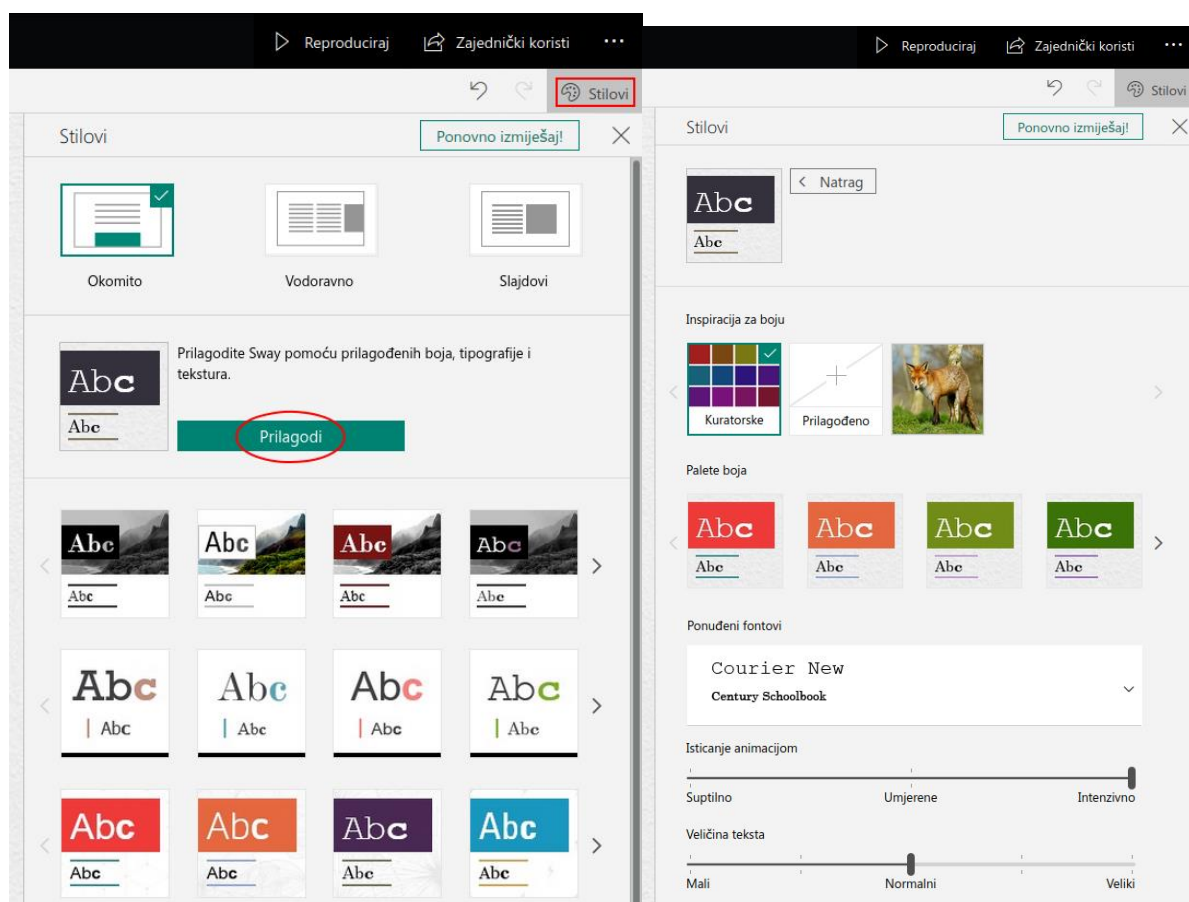 Reproduciraj Zajednički koristi ...
Stilovi
Stilovi Ponovno izmiješaj!
Okomito Vodoravno Slajdovi
Abc
Abc
Prilagodite Sway pomoću prilagođenih boja, tipografije i
tekstura.
Prilagodi
Abc Abc Abc Abc
Abc Abc Abc Abc
Abc Abc Abc Abc
Abc Abc Abc Abc
Abc Abc Abc Abc
Abc Abc Abc Abc
Reproduciraj Zajednički koristi ...
Stilovi
Stilovi Ponovno izmiješaj!
Abc
Abc
< Natrag
Inspiracija za boju
Kuratorske Prilagođeno
Palete boja
Abc Abc Abc Abc
Abc Abc Abc Abc
Ponuđeni fontovi
Courier New
Century Schoolbook
Isticanje animacijom
Suptilno Umjerene Intenzivno
Veličina teksta
Mali Normalni Veliki